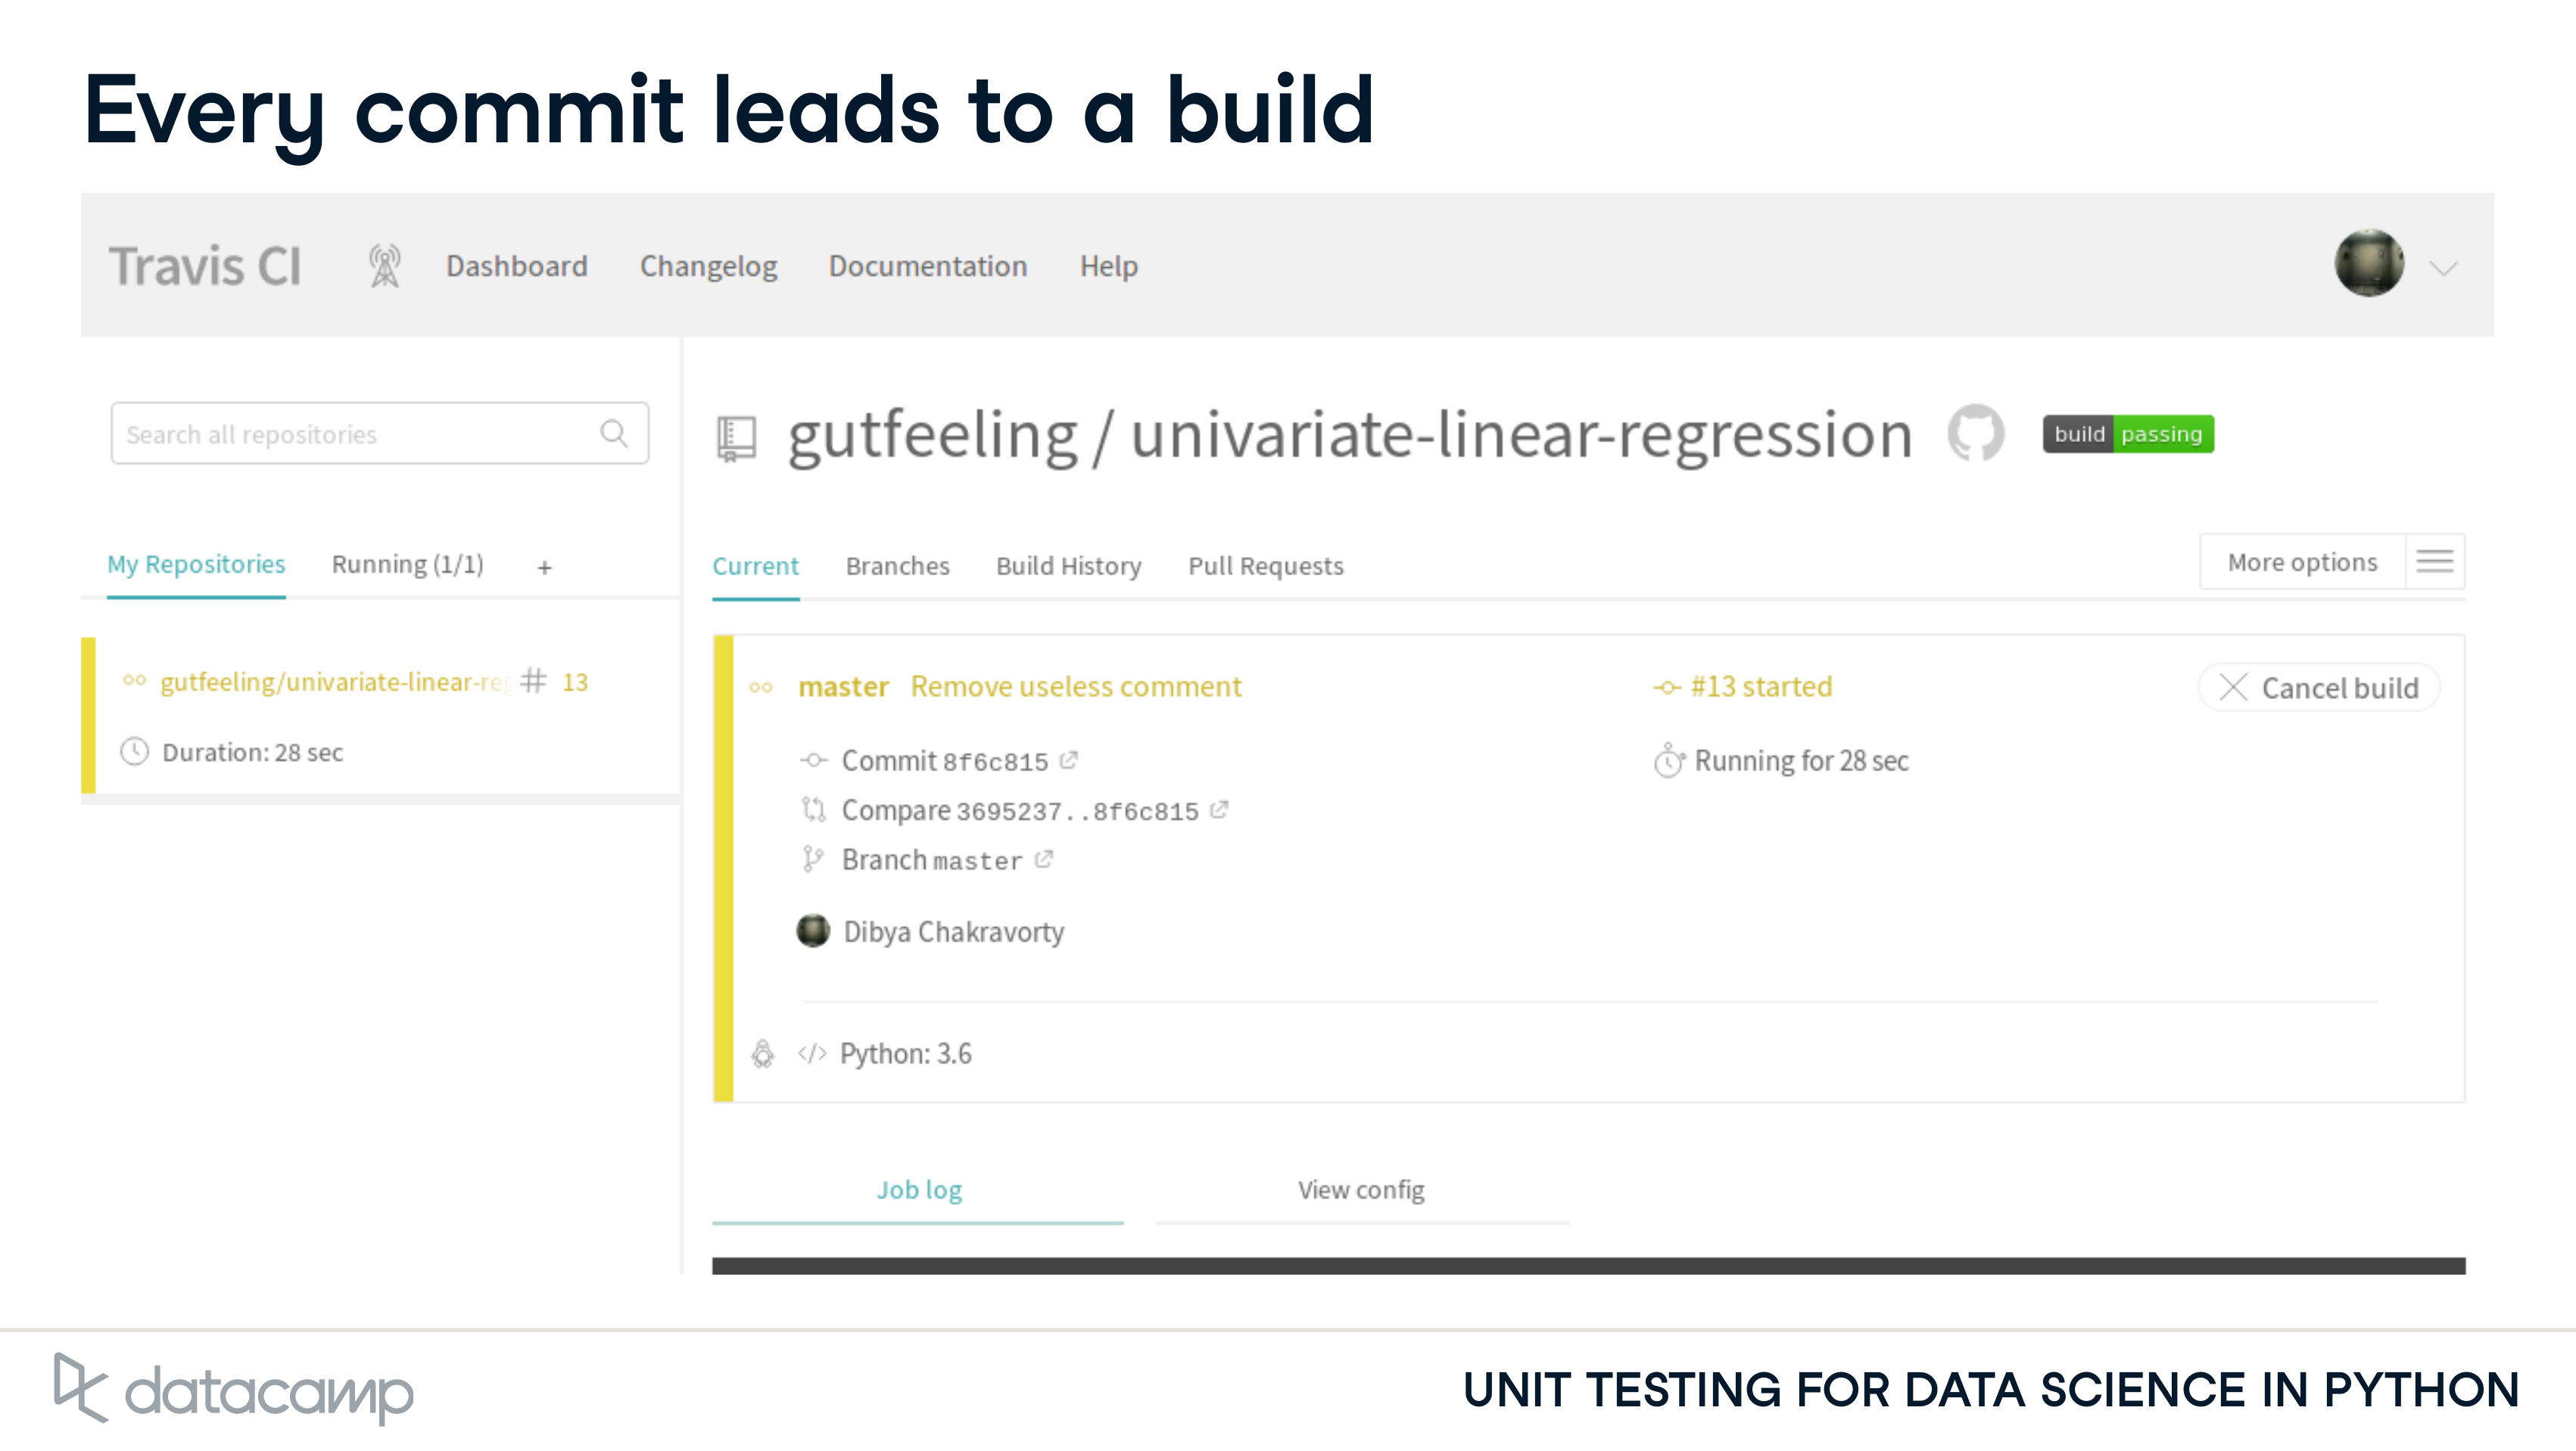 Every commit leads to a build
Travis CI Dashboard Changelog Documentation Help
Search all repositories
gutfeeling / univariate-linear-regression build passing
My Repositories Running (1/1) +
Current Branches Build History Pull Requests More options
gutfeeling/univariate-linear-reg # 13
Duration: 28 sec
master Remove useless comment #13 started Cancel build
Commit 8f6c815 Running for 28 sec
Compare 3695237..8f6c815
Branch master
Dibya Chakravorty
</> Python: 3.6
Job log View config
datacamp UNIT TESTING FOR DATA SCIENCE IN PYTHON